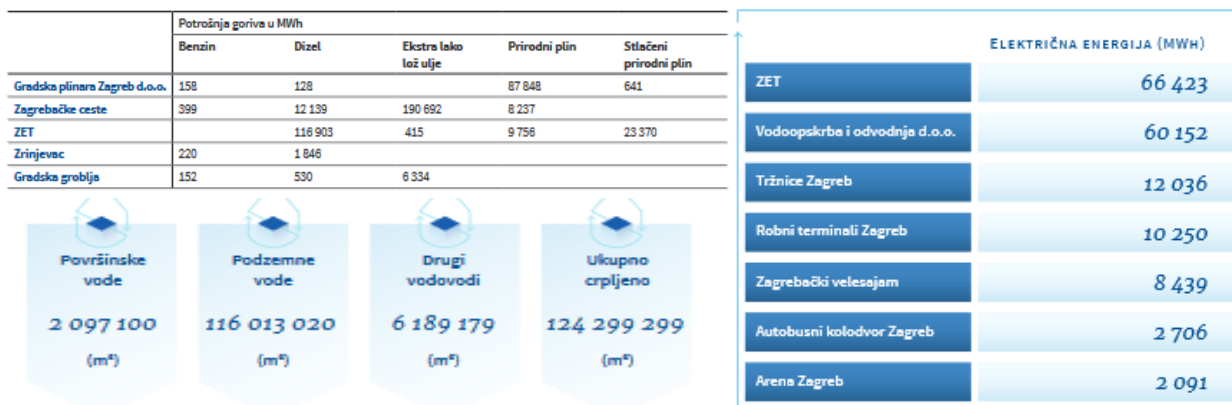 Potrošnja goriva u MWh
Benzin Dizel Ekstra lako lož ulje Prirodni plin Stlačeni prirodni plin
Gradska plinara Zagreb d.o.o. 158 128 87 848 641
Zagrebačke ceste 399 12 139 190 692 8 237
ZET 116 903 415 9 756 23 370
Zrinjevac 220 1 846
Gradska groblja 152 530 6 334
Površinske vode
2 097 100
(m³)
Podzemne vode
116 013 020
(m³)
Drugi vodovodi
6 189 179
(m³)
Ukupno crpljeno
124 299 299
(m³)
ELEKTRIČNA ENERGIJA (MWH)
ZET 66 423
Vodoopskrba i odvodnja d.o.o. 60 152
Tržnice Zagreb 12 036
Robni terminali Zagreb 10 250
Zagrebački velesajam 8 439
Autobusni kolodvor Zagreb 2 706
Arena Zagreb 2 091